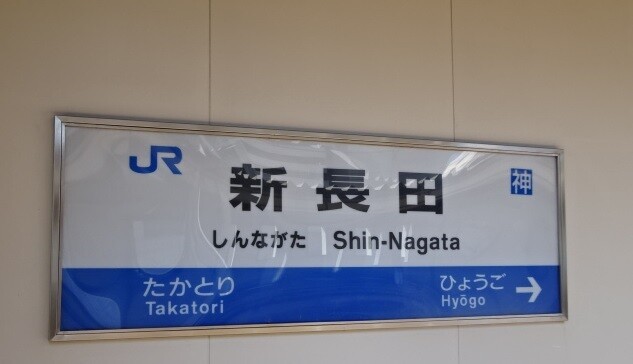 JR
新長田
神
しんながた Shin-Nagata
たかとり
Takatori
ひょうご
Hyōgo →